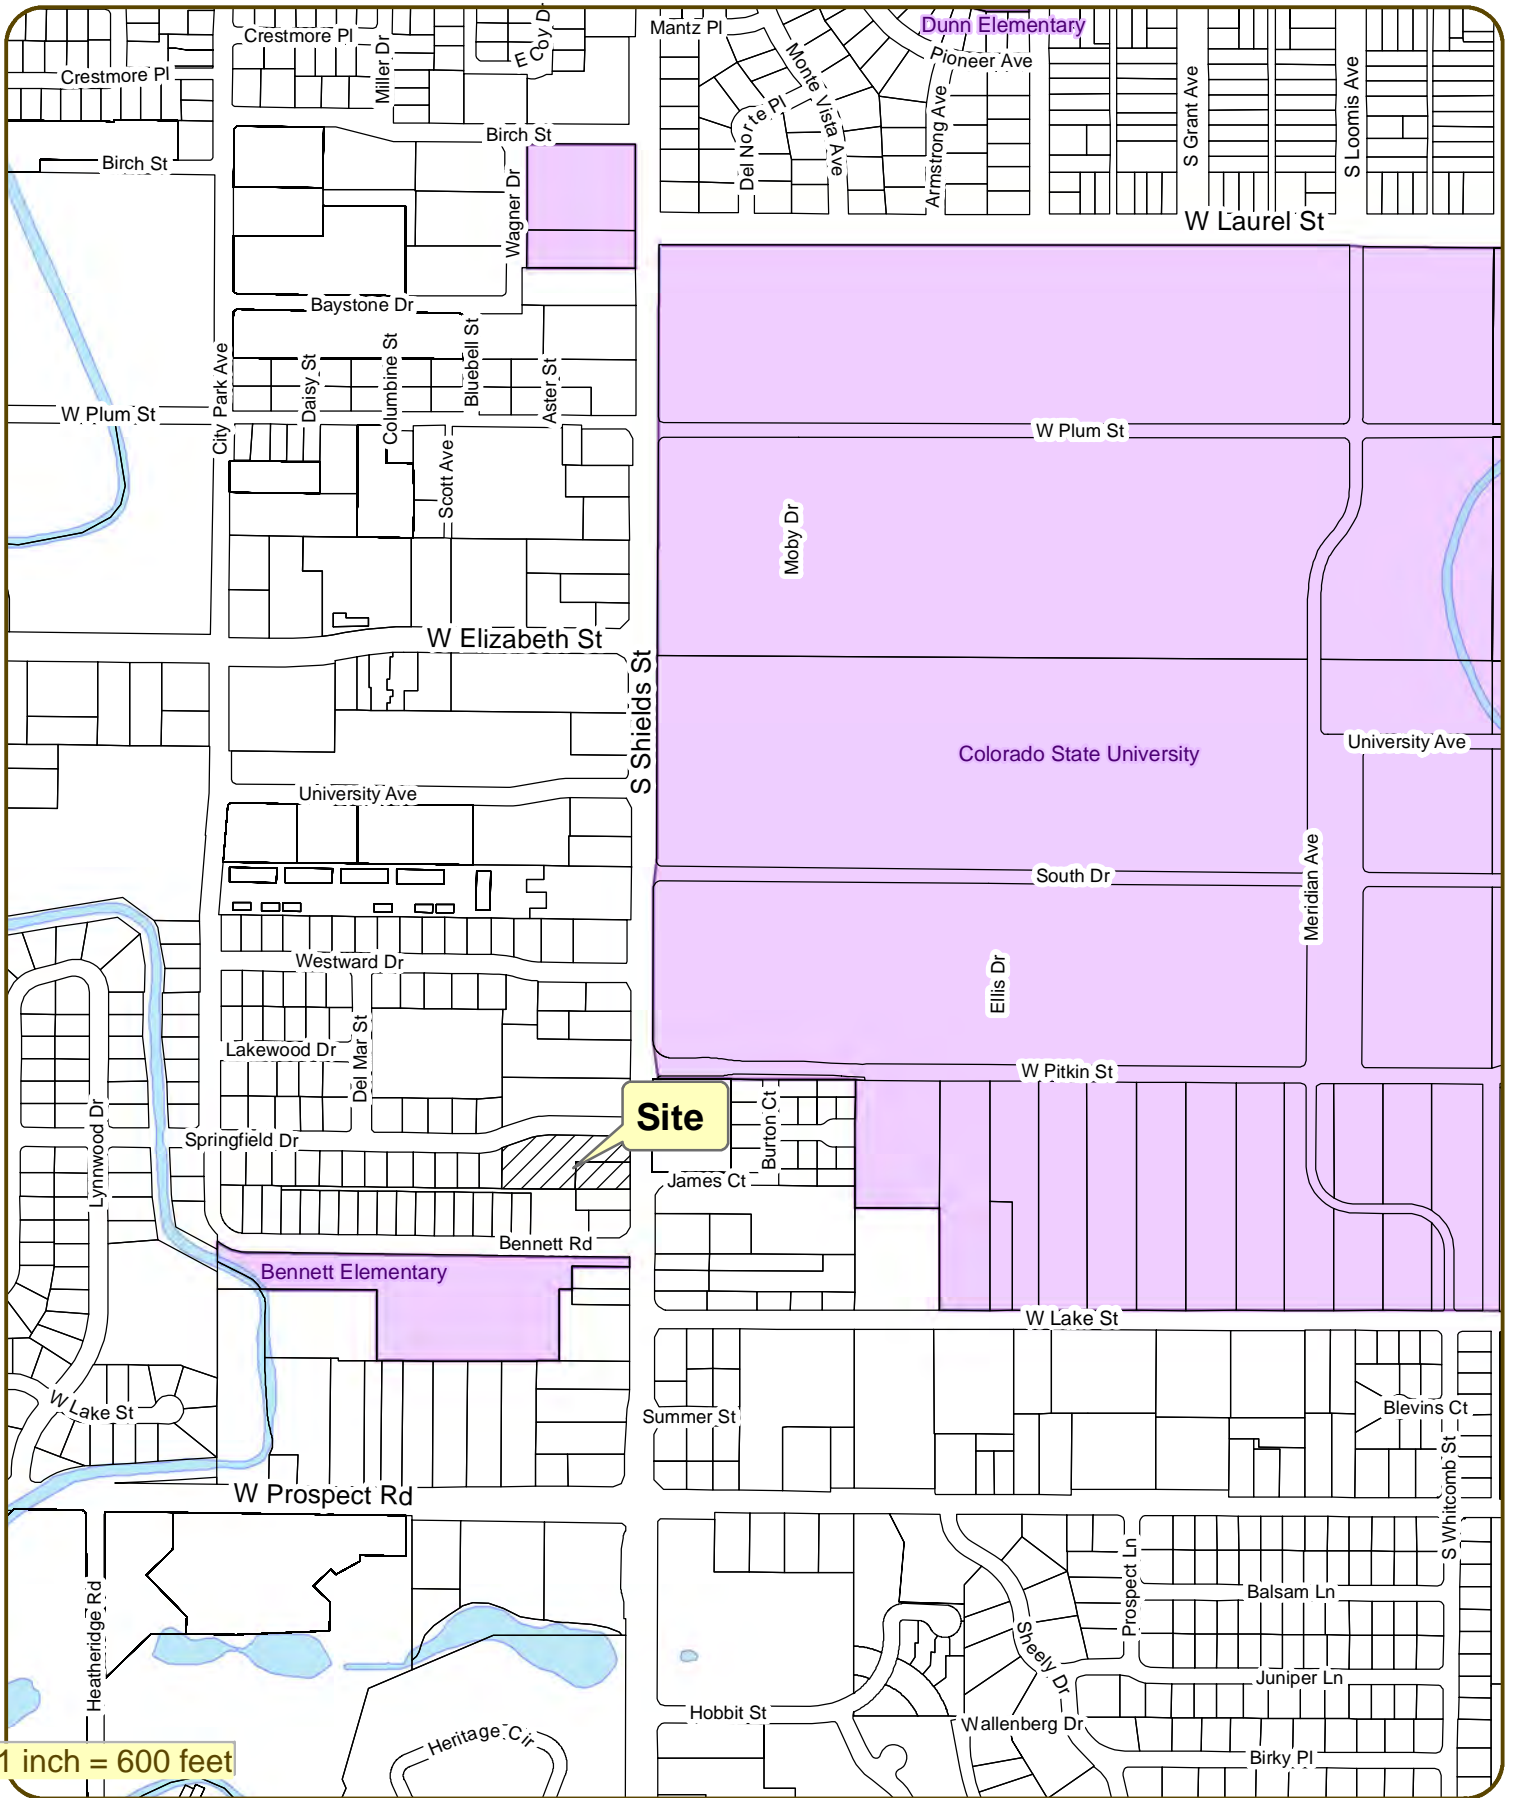 Dunn Elementary
Mantz Pl
Crestmore Pl
E Coy D
Pioneer Ave
Crestmore Pl
Miller Dr
Monte Vista Ave
Armstrong Ave
S Grant Ave
S Loomis Ave
Birch St
Del Norte Pl
Birch St
Wagner Dr
W Laurel St
Baystone Dr
City Park Ave
Daisy St
Columbine St
Bluebell St
Aster St
W Plum St
W Plum St
Scott Ave
Moby Dr
W Elizabeth St
S Shields St
University Ave
Colorado State University
University Ave
South Dr
Meridian Ave
Westward Dr
Ellis Dr
Lakewood Dr
Del Mar St
W Pitkin St
Site
Burton Ct
Lynnwood Dr
Springfield Dr
James Ct
Bennett Rd
Bennett Elementary
W Lake St
W Lake St
Summer St
Blevins Ct
S Whitcomb St
W Prospect Rd
Heatheridge Rd
Prospect Ln
Balsam Ln
Sheely Dr
Juniper Ln
Hobbit St
Wallenberg Dr
Heritage Cir
Birky Pl
1 inch = 600 feet